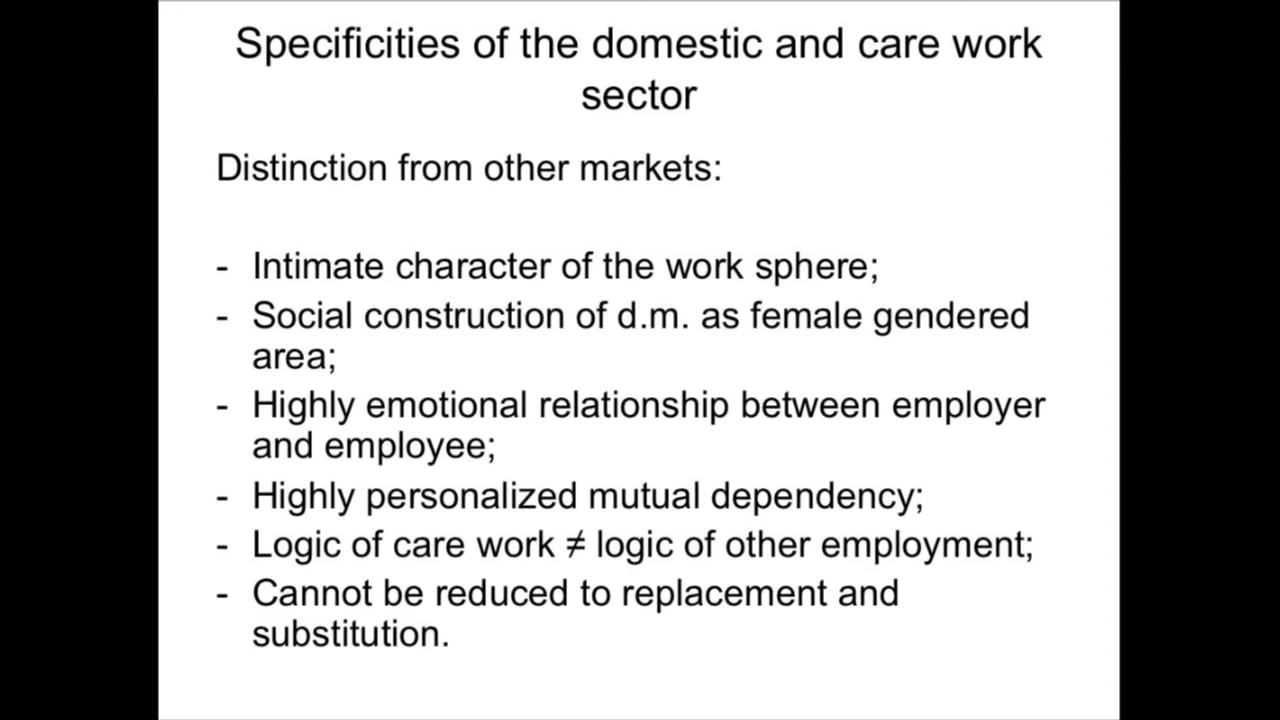 Specificities of the domestic and care work
sector
Distinction from other markets:
- Intimate character of the work sphere;
- Social construction of d.m. as female gendered
area;
- Highly emotional relationship between employer
and employee;
- Highly personalized mutual dependency;
- Logic of care work ≠ logic of other employment;
- Cannot be reduced to replacement and
substitution.